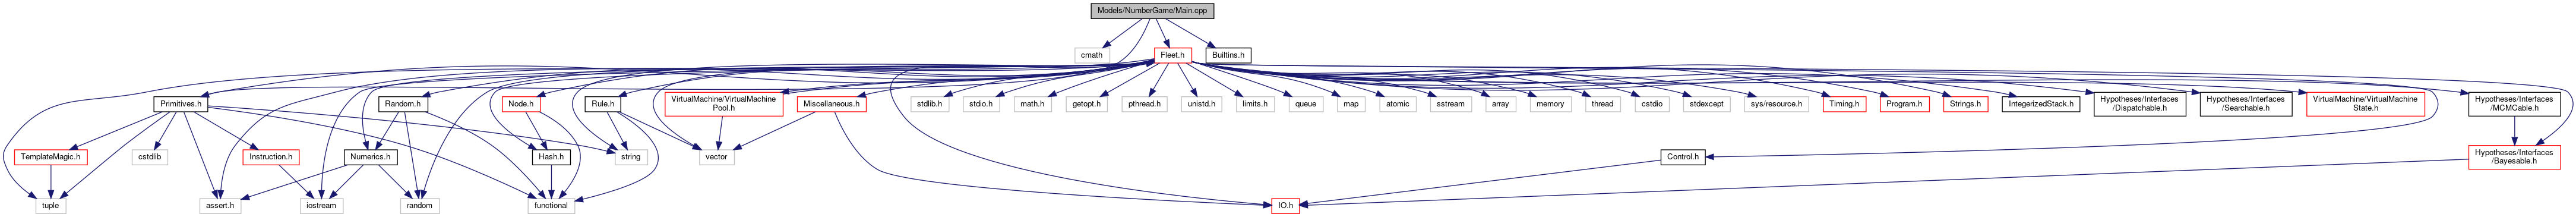 Models/NumberGame/Main.cpp
cmath
Fleet.h
Builtins.h
Primitives.h
Random.h
Node.h
Rule.h
VirtualMachine/VirtualMachine
Pool.h
Miscellaneous.h
stdlib.h
stdio.h
math.h
getopt.h
pthread.h
unistd.h
limits.h
queue
map
atomic
sstream
array
memory
thread
cstdio
stdexcept
sys/resource.h
Timing.h
Program.h
Strings.h
IntegerizedStack.h
Hypotheses/Interfaces
/Dispatchable.h
Hypotheses/Interfaces
/Searchable.h
VirtualMachine/VirtualMachine
State.h
Hypotheses/Interfaces
/MCMCable.h
TemplateMagic.h
cstdlib
Instruction.h
Numerics.h
Hash.h
string
vector
Control.h
Hypotheses/Interfaces
/Bayesable.h
tuple
assert.h
iostream
random
functional
IO.h